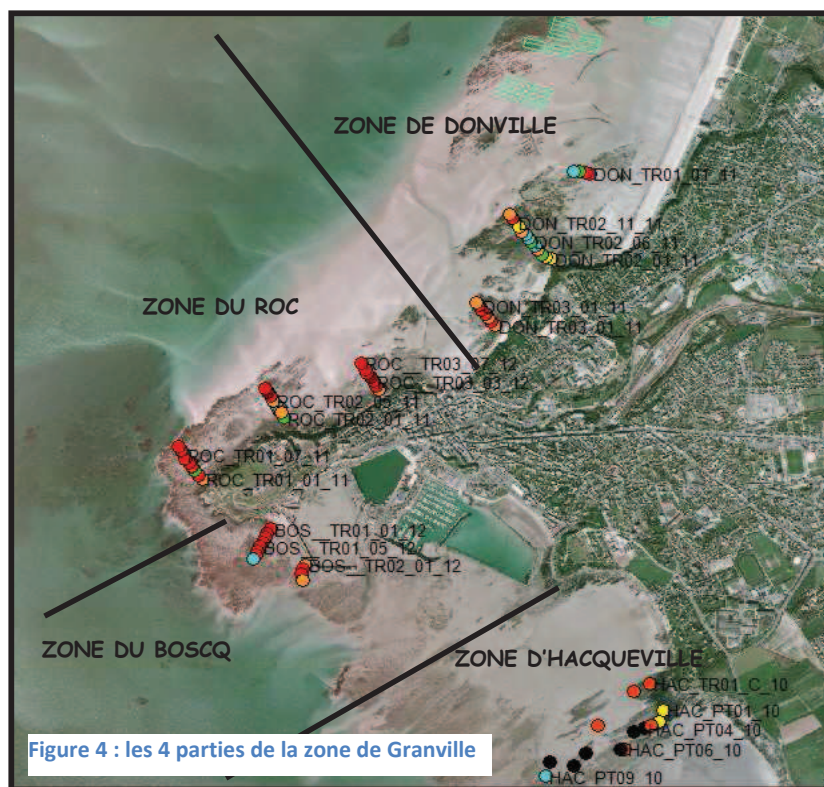 ZONE DE DONVILLE
DON_TR01_01_11
DON_TR02_11_11
DON_TR02_06_11
DON_TR02_01_11
ZONE DU ROC
DON_TR03_01_11
DON_TR03_01_11
ROC_TR03_07_12
ROC_TR03_03_12
ROC_TR02_05_11
ROC_TR02_01_11
ROC_TR01_07_11
ROC_TR01_01_11
BOS_TR01_01_12
BOS_TR01_05_12
BOS_TR02_01_12
ZONE DU BOSCQ
ZONE D'HACQUEVILLE
HAC_TR01_C_10
HAC_PT01_10
HAC_PT04_10
HAC_PT06_10
HAC_PT09_10
Figure 4 : les 4 parties de la zone de Granville